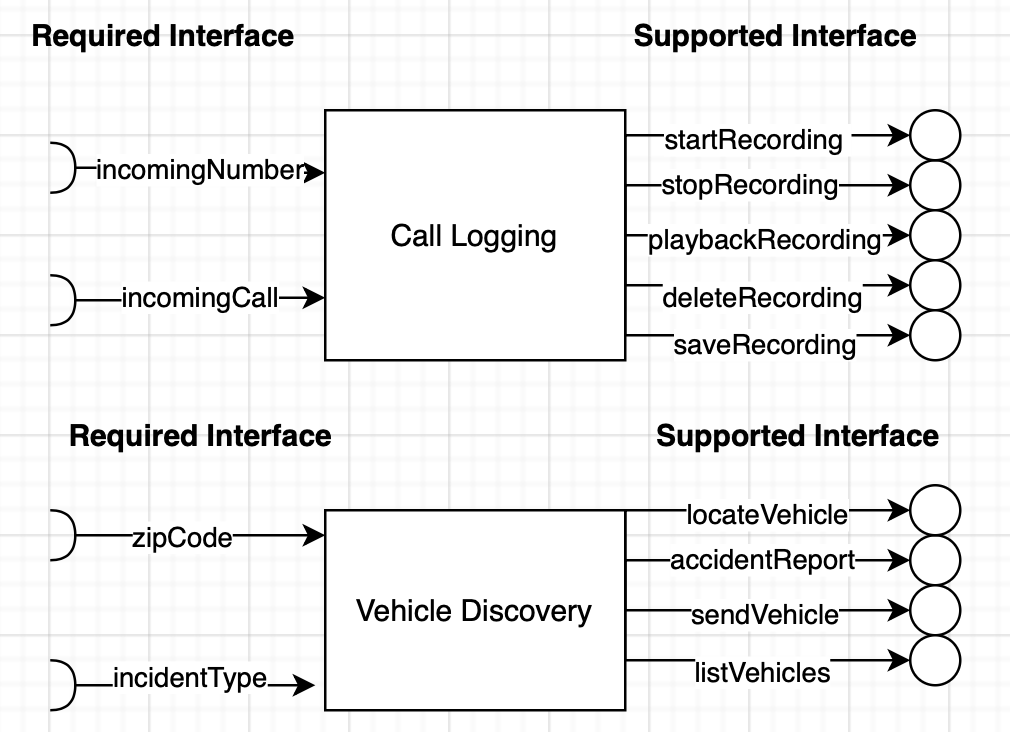 Required Interface
Supported Interface
startRecording
incomingNumber
stopRecording
Call Logging
playbackRecording
incomingCall
deleteRecording
saveRecording
Required Interface
Supported Interface
locateVehicle
zipCode
accidentReport
Vehicle Discovery
sendVehicle
incidentType
listVehicles